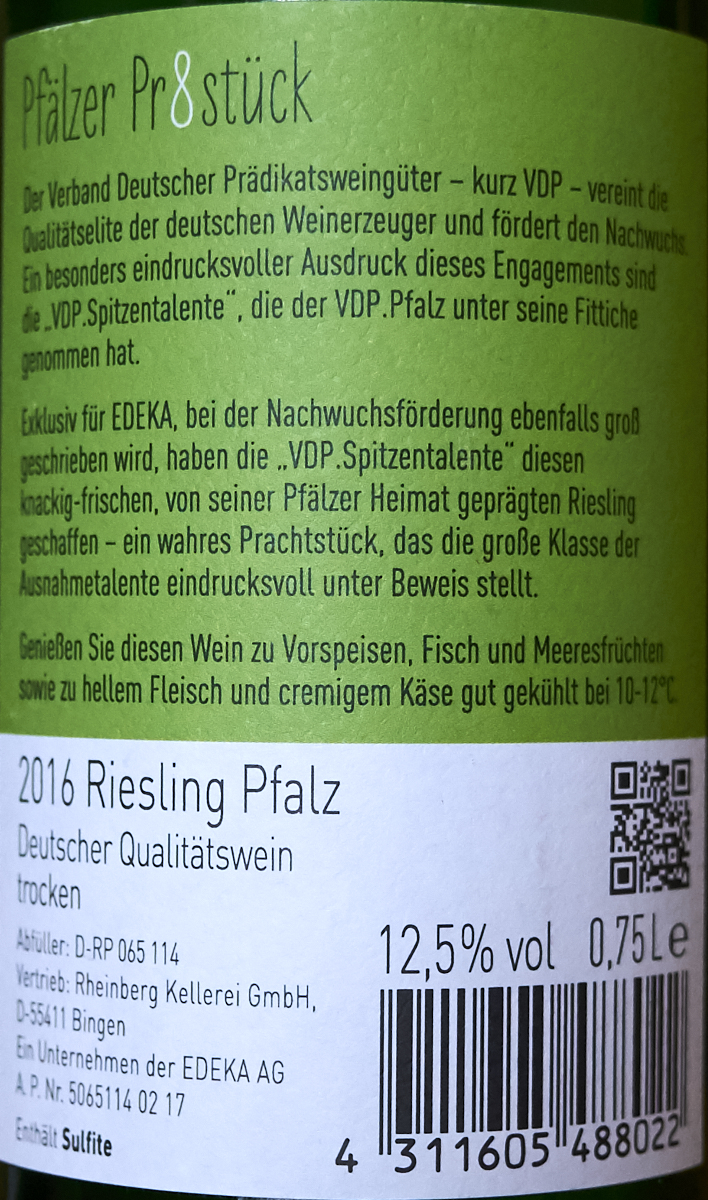 Pfälzer Pr8stück
Der Verband Deutscher Prädikatsweingüter – kurz VDP – vereint die
Qualitätselite der deutschen Weinerzeuger und fördert den Nachwuchs.
Ein besonders eindrucksvoller Ausdruck dieses Engagements sind
die „VDP.Spitzentalente“, die der VDP.Pfalz unter seine Fittiche
genommen hat.
Exklusiv für EDEKA, bei der Nachwuchsförderung ebenfalls groß
geschrieben wird, haben die „VDP.Spitzentalente“ diesen
knackig-frischen, von seiner Pfälzer Heimat geprägten Riesling
geschaffen – ein wahres Prachtstück, das die große Klasse der
Ausnahmetalente eindrucksvoll unter Beweis stellt.
Genießen Sie diesen Wein zu Vorspeisen, Fisch und Meeresfrüchten
sowie zu hellem Fleisch und cremigem Käse gut gekühlt bei 10-12°C.
2016 Riesling Pfalz
Deutscher Qualitätswein
trocken
Abfüller: D-RP 065 114
Vertrieb: Rheinberg Kellerei GmbH,
D-55411 Bingen
Ein Unternehmen der EDEKA AG
A. P. Nr. 5065114 02 17
Enthält Sulfite
12,5% vol 0,75 L e
4 311605 488022